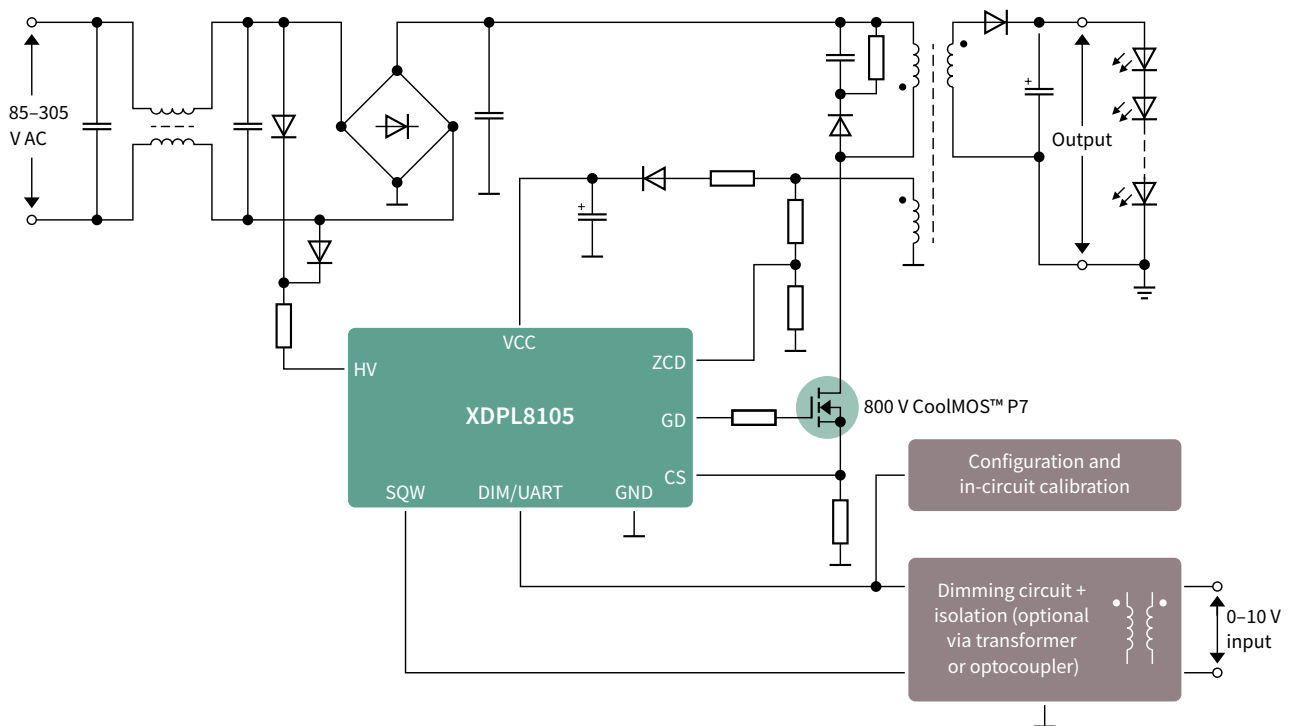 85–305
V AC
Output
VCC
HV
ZCD
XDPL8105
GD
800 V CoolMOS™ P7
CS
SQW
DIM/UART
GND
Configuration and
in-circuit calibration
Dimming circuit +
isolation (optional
via transformer
or optocoupler)
0–10 V
input
+
+